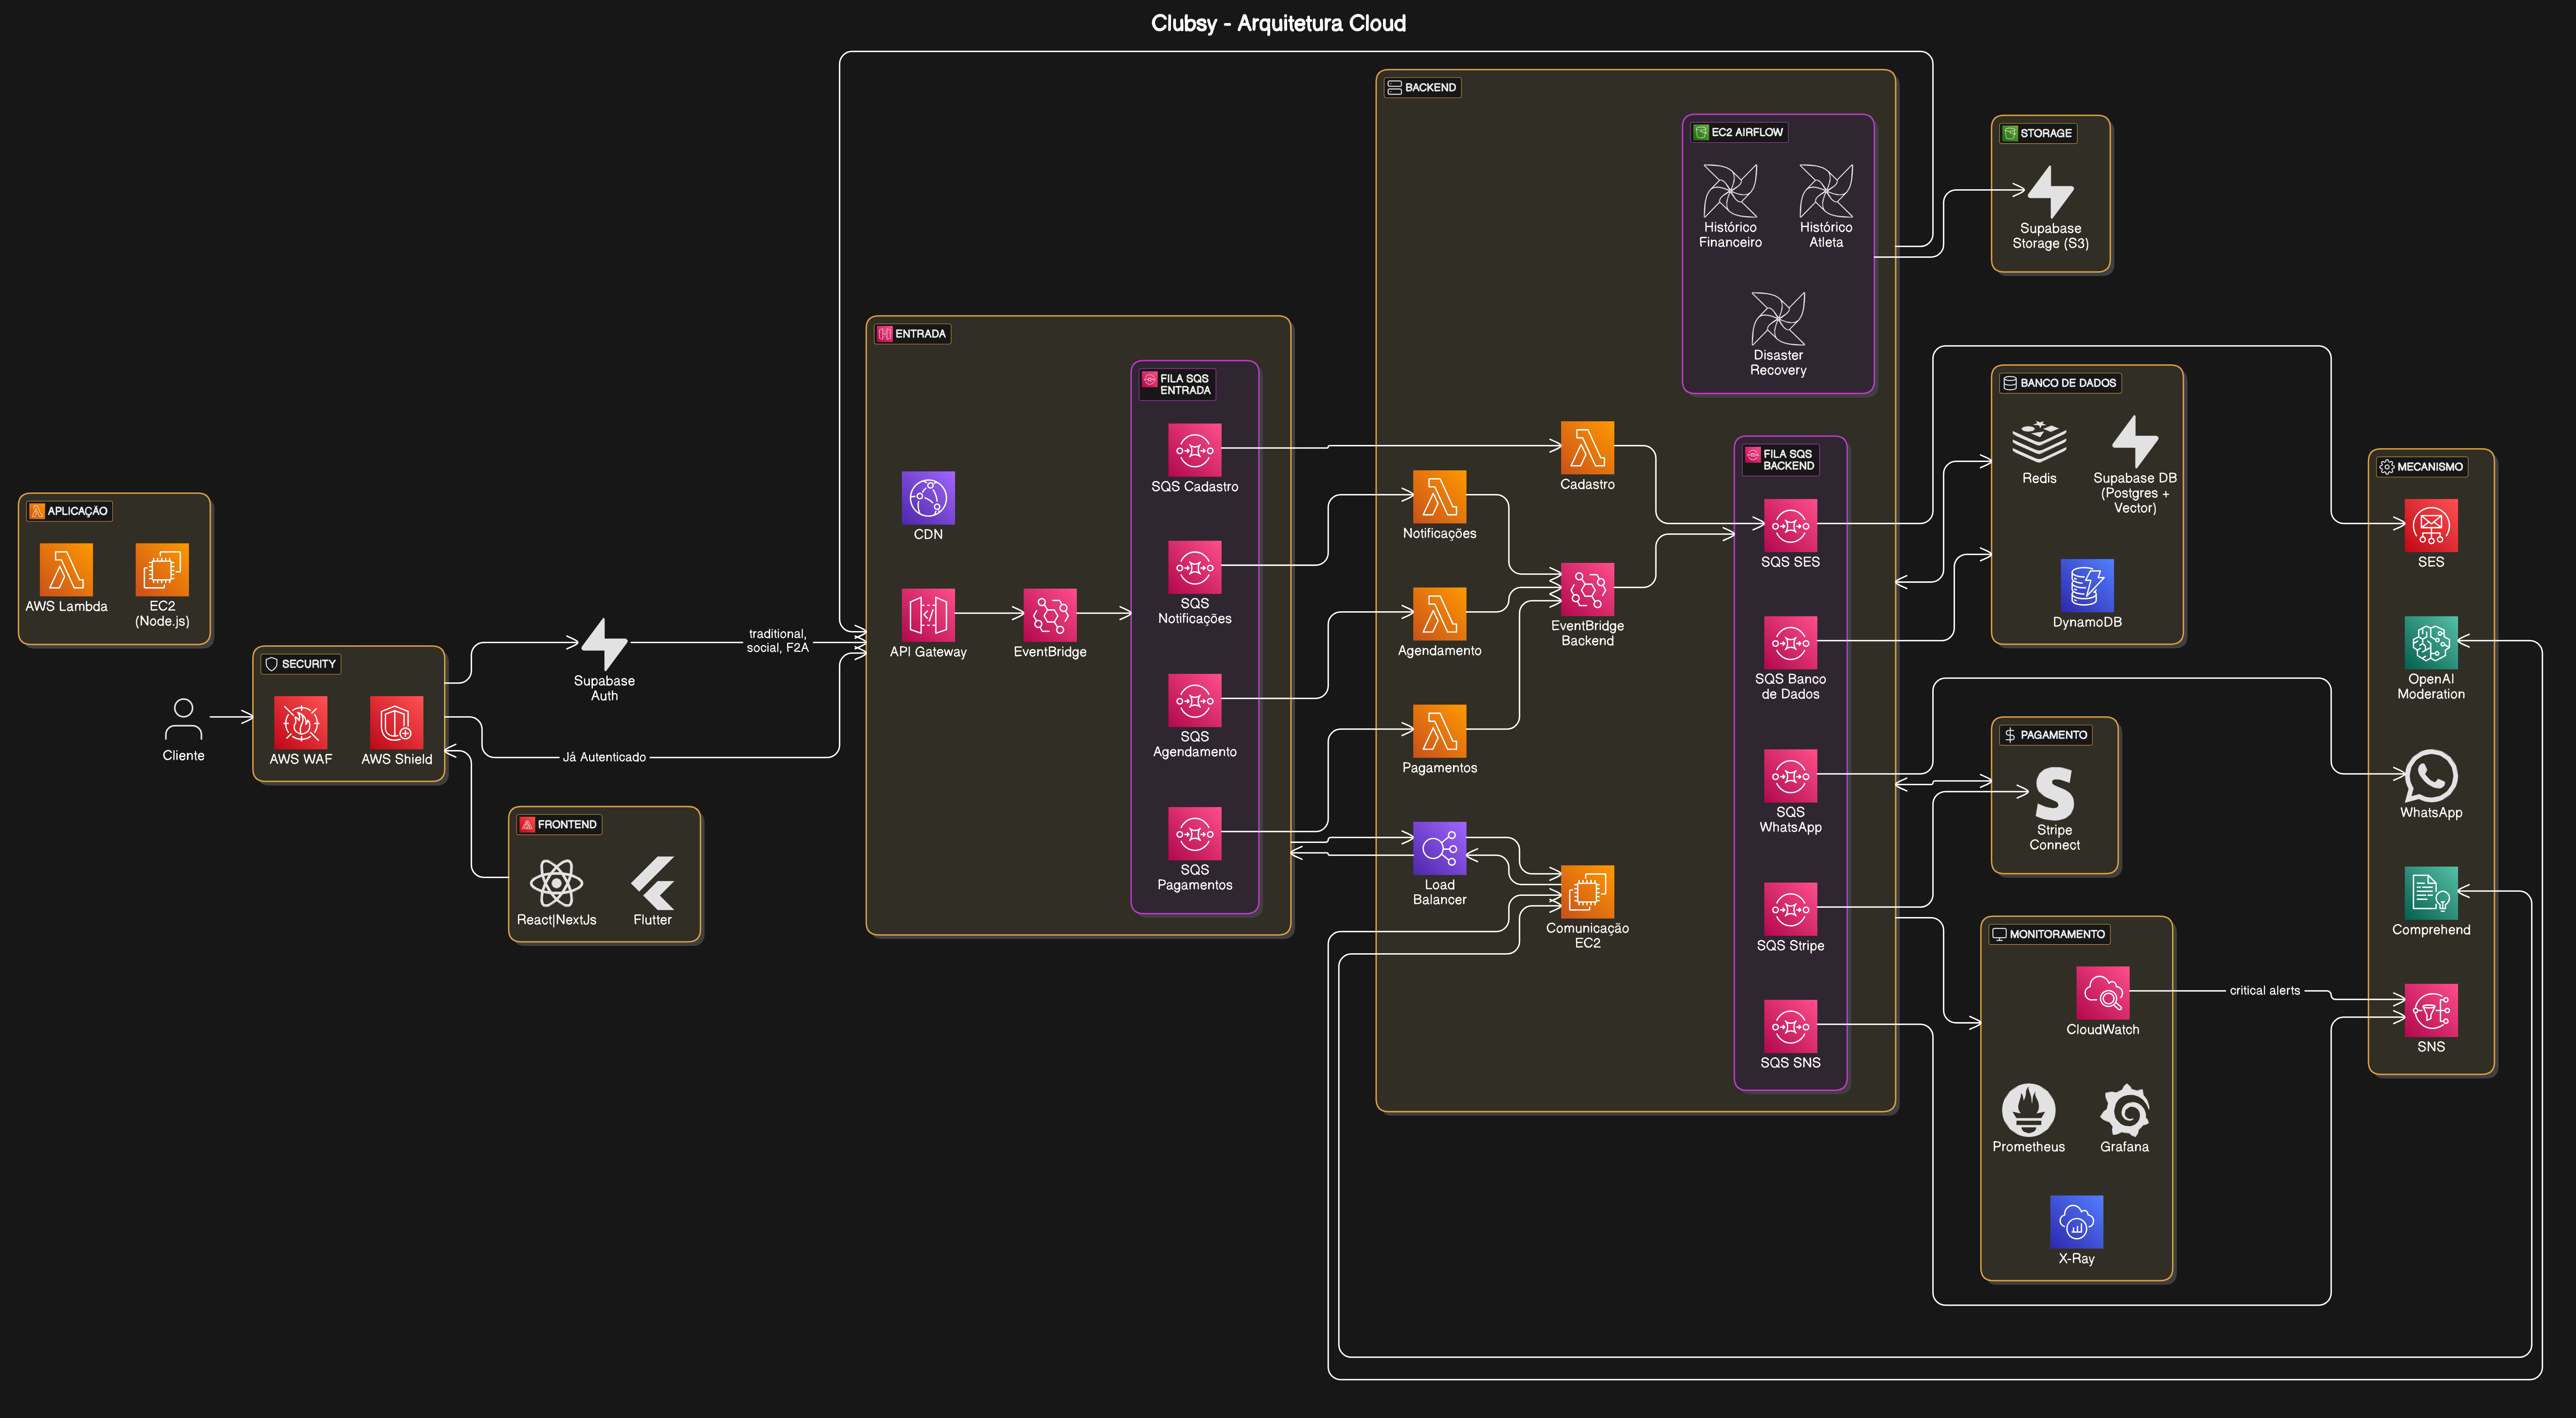 Clubsy - Arquitetura Cloud
APLICAÇÃO
AWS Lambda
EC2
(Node.js)
Cliente
SECURITY
AWS WAF
AWS Shield
Supabase
Auth
traditional,
social, F2A
Já Autenticado
FRONTEND
React|NextJs
Flutter
ENTRADA
CDN
API Gateway
EventBridge
FILA SQS
ENTRADA
SQS Cadastro
SQS
Notificações
SQS
Agendamento
SQS
Pagamentos
BACKEND
EC2 AIRFLOW
Histórico
Financeiro
Histórico
Atleta
Disaster
Recovery
Cadastro
Notificações
Agendamento
EventBridge
Backend
Pagamentos
Load
Balancer
Comunicação
EC2
FILA SQS
BACKEND
SQS SES
SQS Banco
de Dados
SQS
WhatsApp
SQS Stripe
SQS SNS
STORAGE
Supabase
Storage (S3)
BANCO DE DADOS
Redis
Supabase DB
(Postgres +
Vector)
DynamoDB
PAGAMENTO
Stripe
Connect
MONITORAMENTO
CloudWatch
critical alerts
Prometheus
Grafana
X-Ray
MECANISMO
SES
OpenAI
Moderation
WhatsApp
Comprehend
SNS